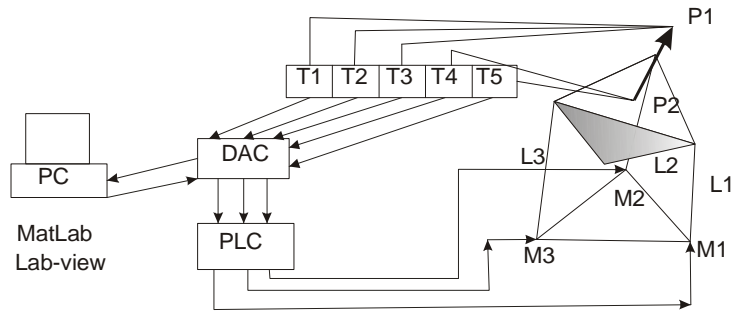 P1
T1 T2 T3 T4 T5
P2
DAC
L3
L2
PC
M2
L1
MatLab
PLC
Lab-view
M3
M1